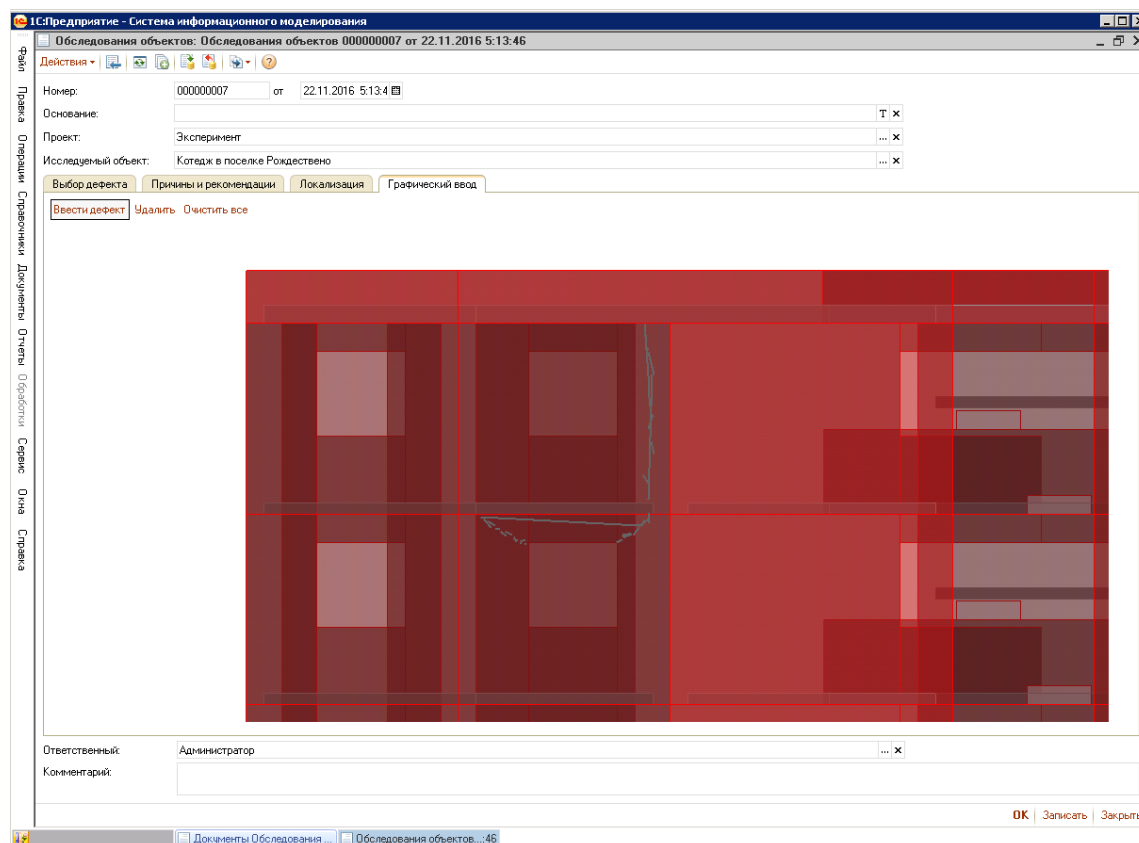 1С:Предприятие - Система информационного моделирования
Обследования объектов: Обследования объектов 000000007 от 22.11.2016 5:13:46
Файл Правка Операции Справочники Документы Отчеты Обработки Сервис Окна Справка
Действия
Номер: 000000007 от 22.11.2016 5:13:4
Основание: T x
Проект: Эксперимент ... x
Исследуемый объект: Котедж в поселке Рождествено ... x
Выбор дефекта Причины и рекомендации Локализация Графический ввод
Ввести дефект Удалить Очистить все
Ответственный: Администратор ... x
Комментарий:
OK Записать Закрыть
Документы Обследования ... Обследования объектов...:46